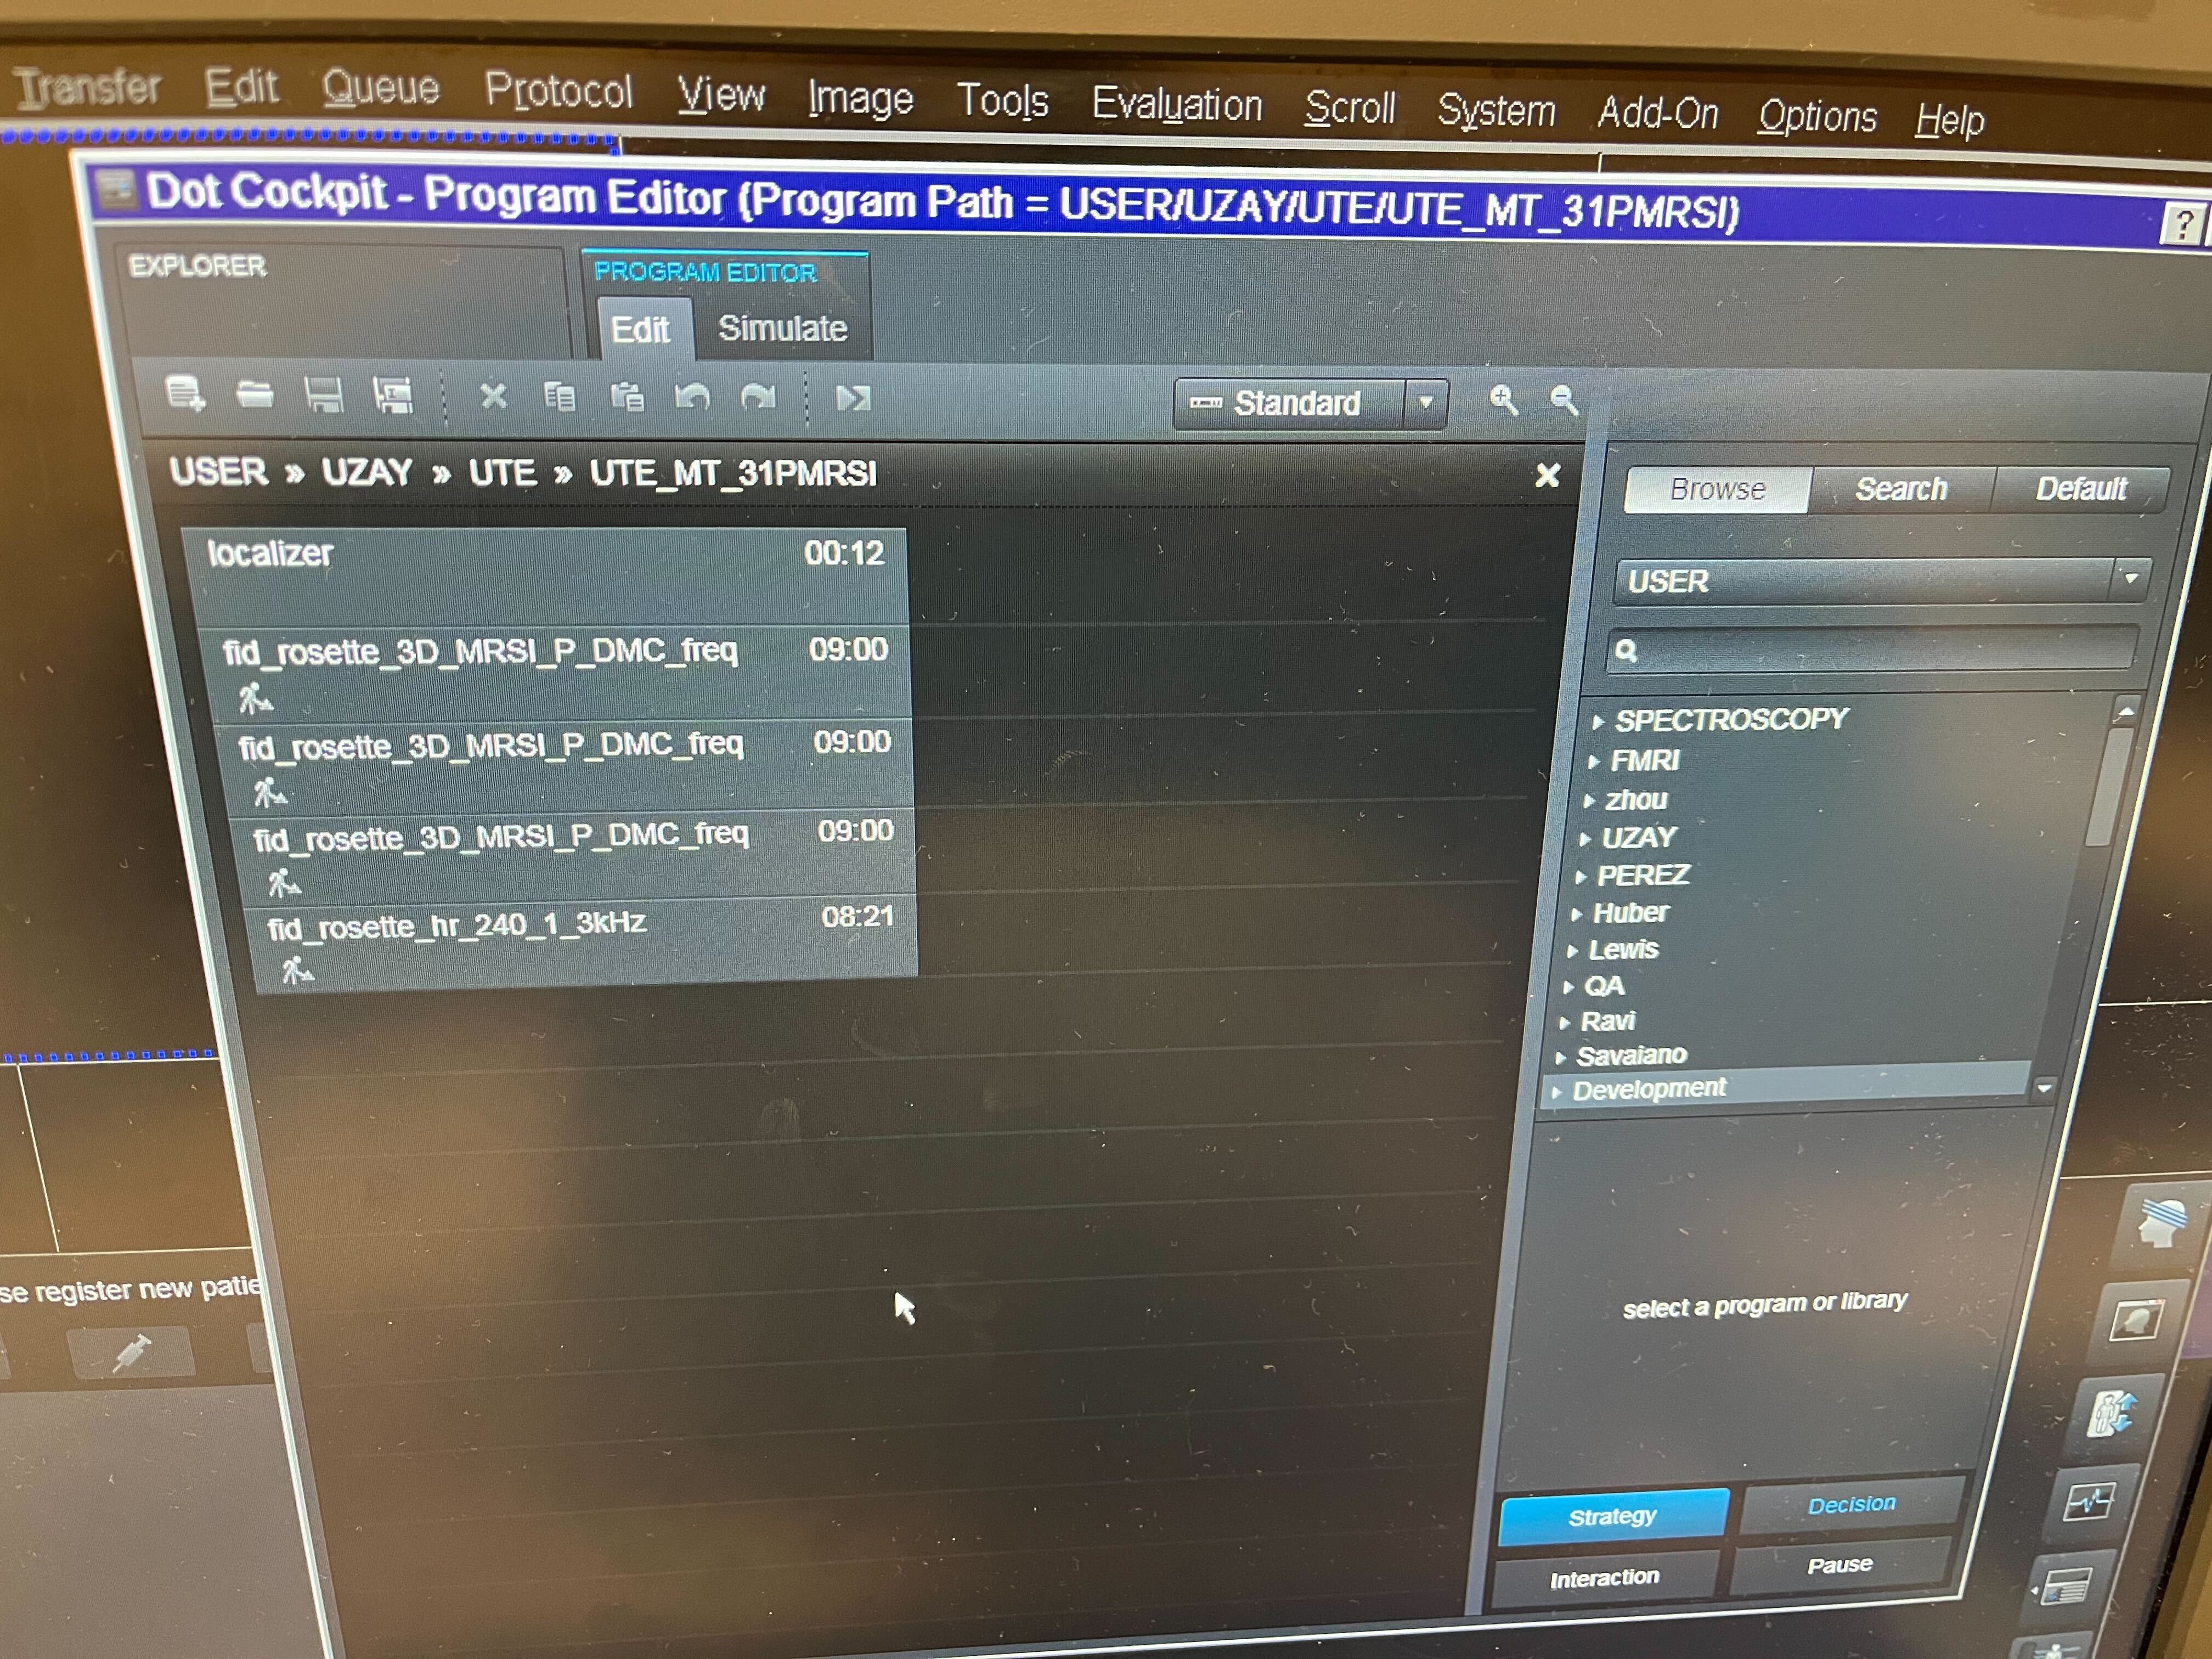 Transfer Edit Queue Protocol View Image Tools Evaluation Scroll System Add-On Options Help
Dot Cockpit - Program Editor (Program Path = USER/UZAY/UTE/UTE_MT_31PMRSI)
?
EXPLORER
PROGRAM EDITOR
Edit Simulate
Standard
USER » UZAY » UTE » UTE_MT_31PMRSI
Browse Search Default
localizer 00:12
USER
fid_rosette_3D_MRSI_P_DMC_freq 09:00
fid_rosette_3D_MRSI_P_DMC_freq 09:00
fid_rosette_3D_MRSI_P_DMC_freq 09:00
fid_rosette_hr_240_1_3kHz 08:21
SPECTROSCOPY
FMRI
zhou
UZAY
PEREZ
Huber
Lewis
QA
Ravi
Savaiano
Development
se register new patie
select a program or library
Strategy Decision
Interaction Pause